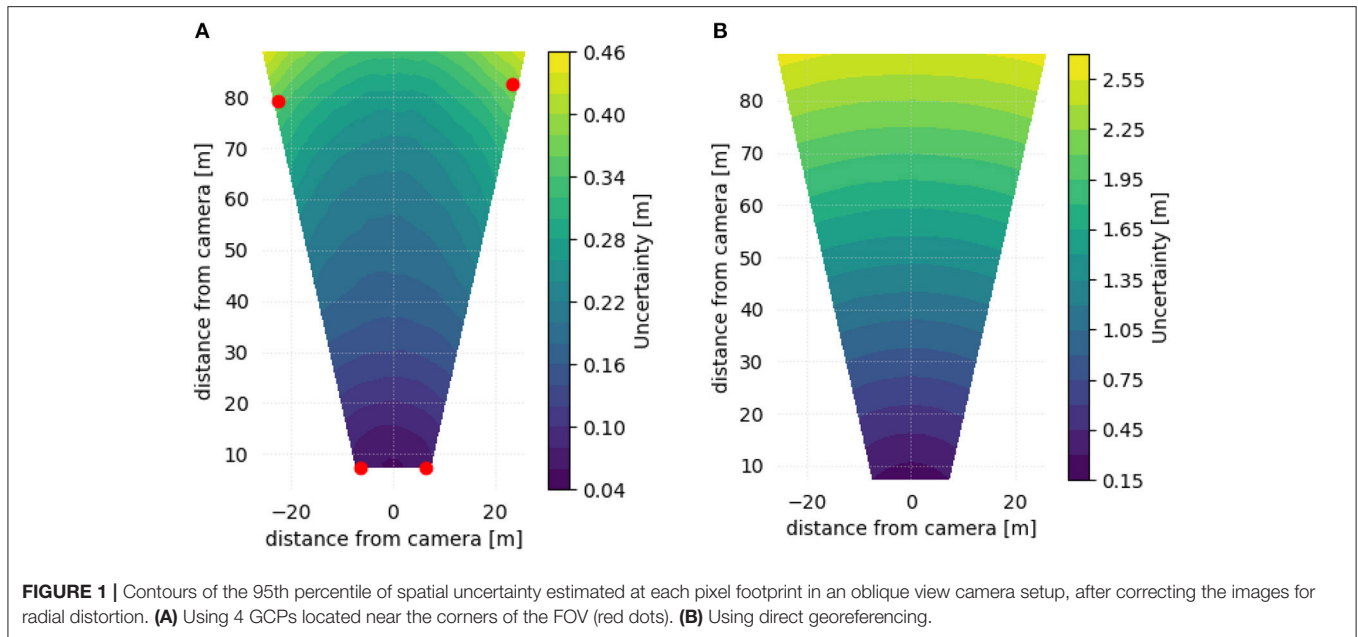 A
80
70
60
50
40
30
20
10
distance from camera [m]
−20 0 20
distance from camera [m]
0.46
0.40
0.34
0.28
0.22
0.16
0.10
0.04
Uncertainty [m]
B
80
70
60
50
40
30
20
10
distance from camera [m]
−20 0 20
distance from camera [m]
2.55
2.25
1.95
1.65
1.35
1.05
0.75
0.45
0.15
Uncertainty [m]
FIGURE 1 | Contours of the 95th percentile of spatial uncertainty estimated at each pixel footprint in an oblique view camera setup, after correcting the images for
radial distortion. (A) Using 4 GCPs located near the corners of the FOV (red dots). (B) Using direct georeferencing.